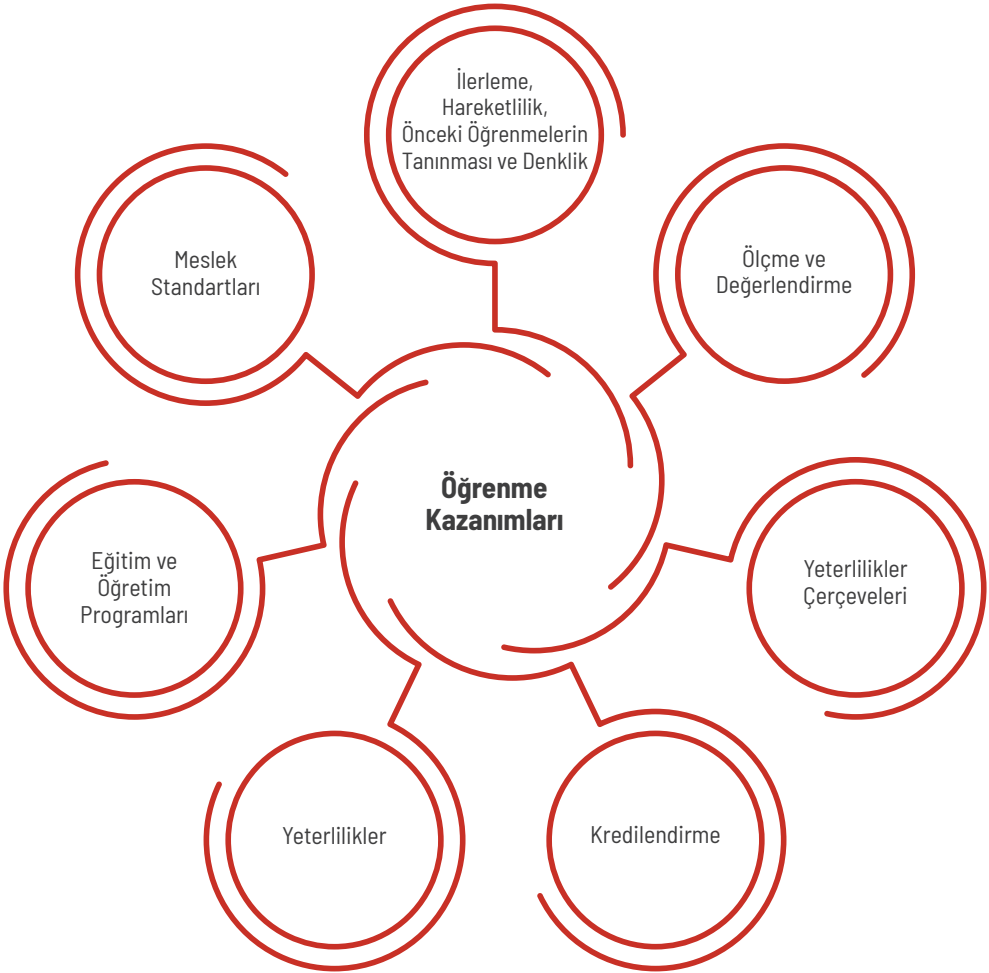 İlerleme,
Hareketlilik,
Önceki Öğrenmelerin
Tanınması ve Denklik
Meslek
Standartları
Ölçme ve
Değerlendirme
Öğrenme
Kazanımları
Eğitim ve
Öğretim
Programları
Yeterlilikler
Çerçeveleri
Yeterlilikler
Kredilendirme